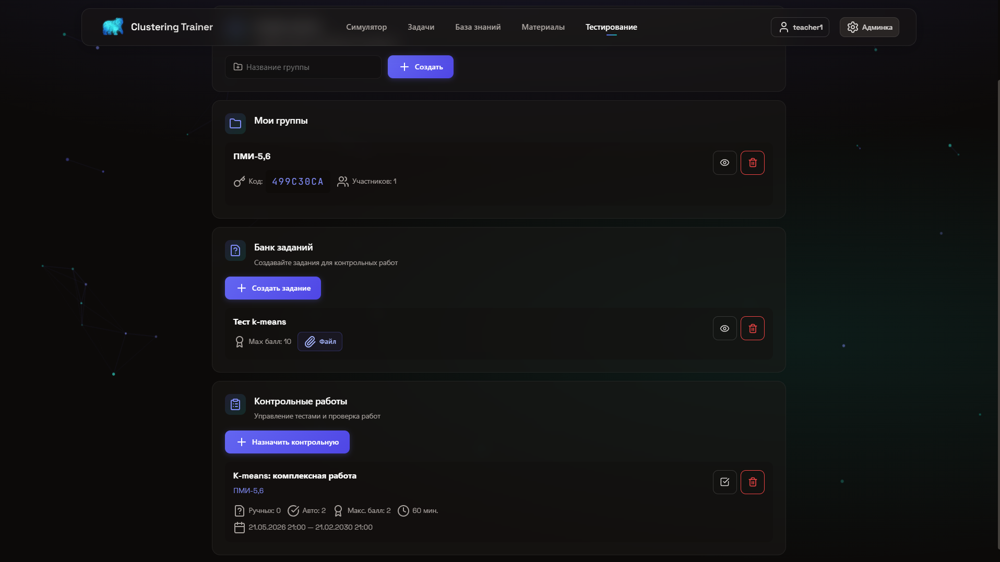 Clustering Trainer
Симулятор
Задачи
База знаний
Материалы
Тестирование
teacher1
Админка
Название группы
Создать
Мои группы
ПМИ-5,6
Код: 499C30CA Участников: 1
Банк заданий
Создавайте задания для контрольных работ
Создать задание
Тест k-means
Мах балл: 10 Файл
Контрольные работы
Управление тестами и проверка работ
Назначить контрольную
K-means: комплексная работа
ПМИ-5,6
Ручных: 0 Авто: 2 Макс. балл: 2 60 мин.
21.05.2026 21:00 — 21.02.2030 21:00